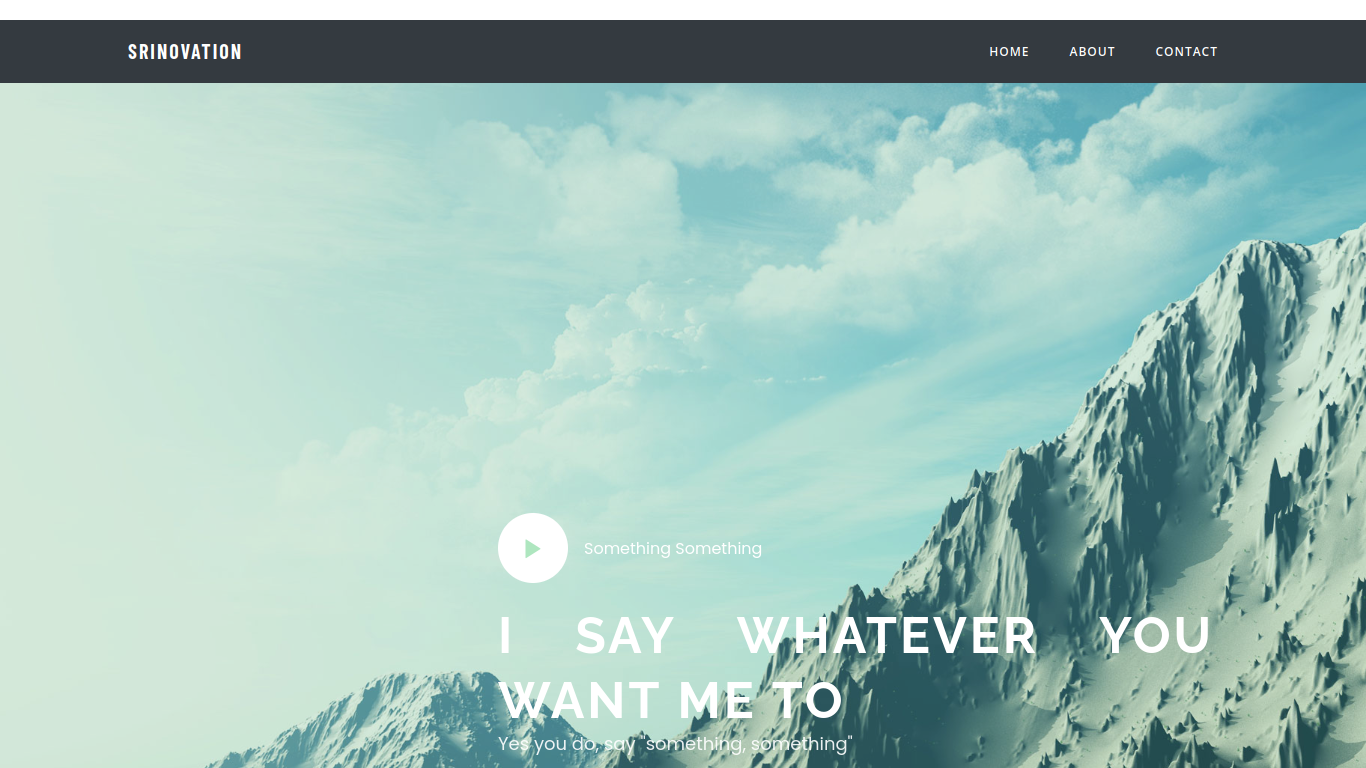 SRINOVATION
HOME ABOUT CONTACT
Something Something
I SAY WHATEVER YOU
WANT ME TO
Yes you do, say "something, something"